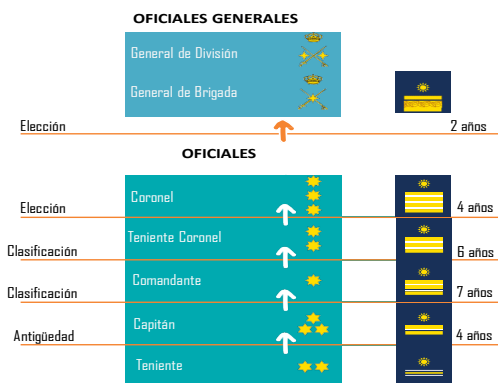 OFICIALES GENERALES
General de División
General de Brigada
Elección 2 años
OFICIALES
Coronel
Elección 4 años
Teniente Coronel
Clasificación 6 años
Comandante
Clasificación 7 años
Capitán
Antigüedad 4 años
Teniente